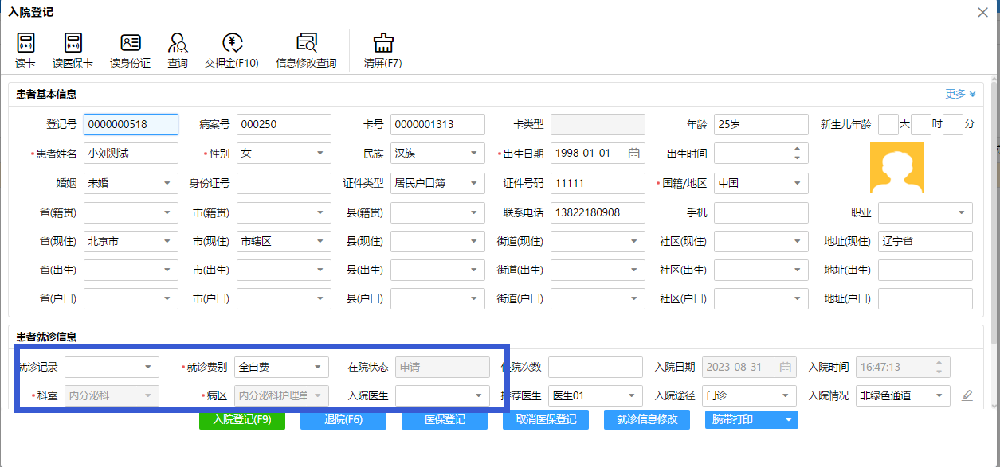 入院登记
读卡 读医保卡 读身份证 查询 交押金(F10) 信息修改查询 清屏(F7)
患者基本信息 更多
登记号 0000000518 病案号 000250 卡号 0000001313 卡类型 年龄 25岁 新生儿年龄 天 时 分
•患者姓名 小刘测试 •性别 女 民族 汉族 •出生日期 1998-01-01 出生时间
婚姻 未婚 身份证号 证件类型 居民户口簿 证件号码 11111 •国籍/地区 中国
省(籍贯) 市(籍贯) 县(籍贯) 联系电话 13822180908 手机 职业
省(现住) 北京市 市(现住) 市辖区 县(现住) 街道(现住) 社区(现住) 地址(现住) 辽宁省
省(出生) 市(出生) 县(出生) 街道(出生) 社区(出生) 地址(出生)
省(户口) 市(户口) 县(户口) 街道(户口) 社区(户口) 地址(户口)
患者就诊信息
就诊记录 •就诊费别 全自费 在院状态 申请 住院次数 入院日期 2023-08-31 入院时间 16:47:13
•科室 内分泌科 •病区 内分泌科护理单 入院医生 推荐医生 医生01 入院途径 门诊 入院情况 非绿色通道
入院登记(F9) 退院(F6) 医保登记 取消医保登记 就诊信息修改 腕带打印